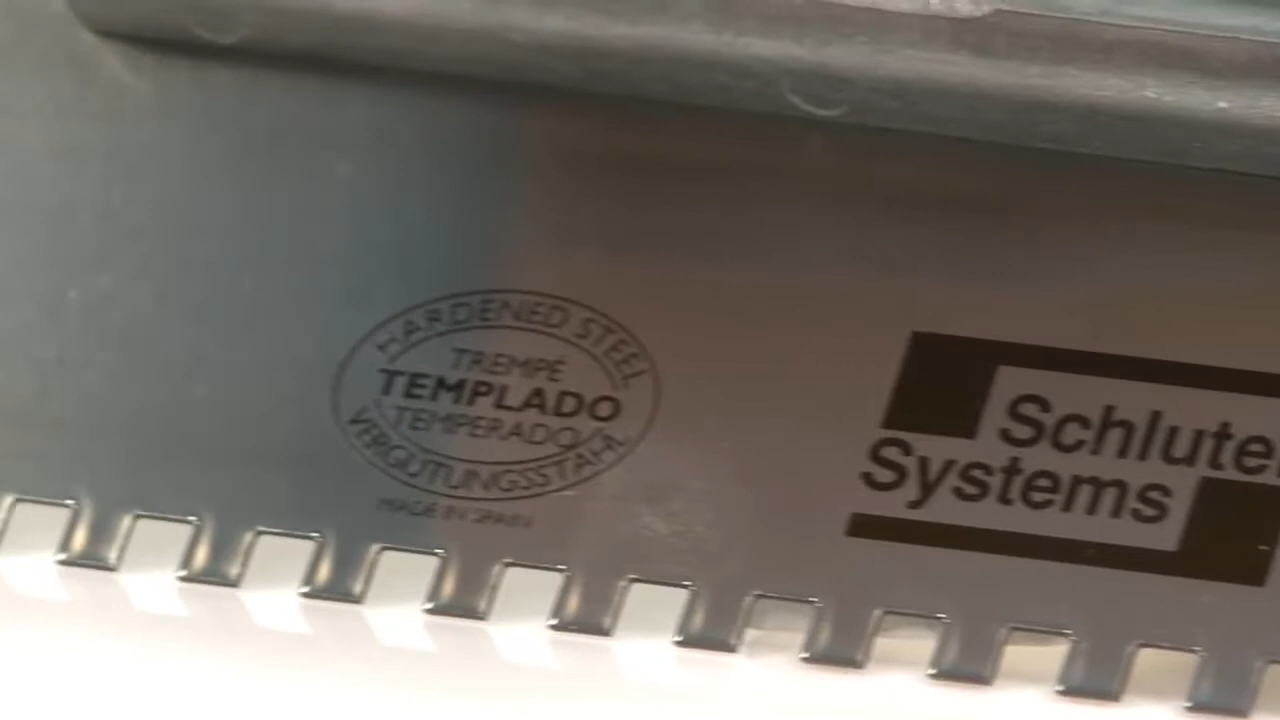 HARDENED STEEL
TREMPÉ
TEMPLADO
TEMPERADO
VERGÜTUNGSSTAHL
MADE IN SPAIN
Schluter
Systems